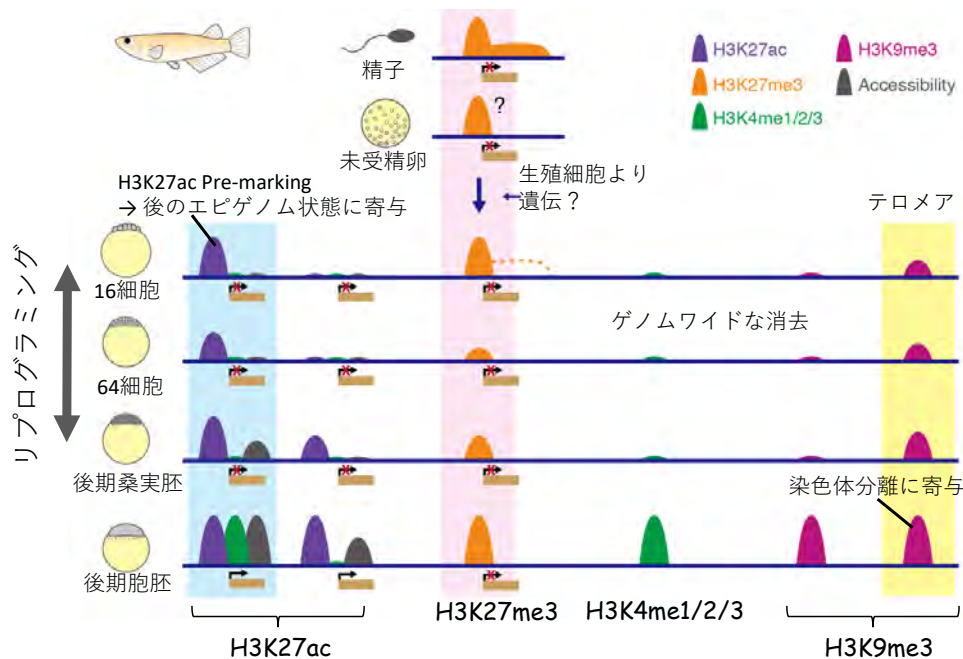 精子
?
未受精卵
H3K27ac
H3K27me3
H3K4me1/2/3
H3K9me3
Accessibility
H3K27ac Pre-marking
→ 後のエピゲノム状態に寄与
←生殖細胞より
遺伝？
テロメア
リプログラミング
16細胞
64細胞
後期桑実胚
後期胞胚
ゲノムワイドな消去
染色体分離に寄与
H3K27ac
H3K27me3
H3K4me1/2/3
H3K9me3